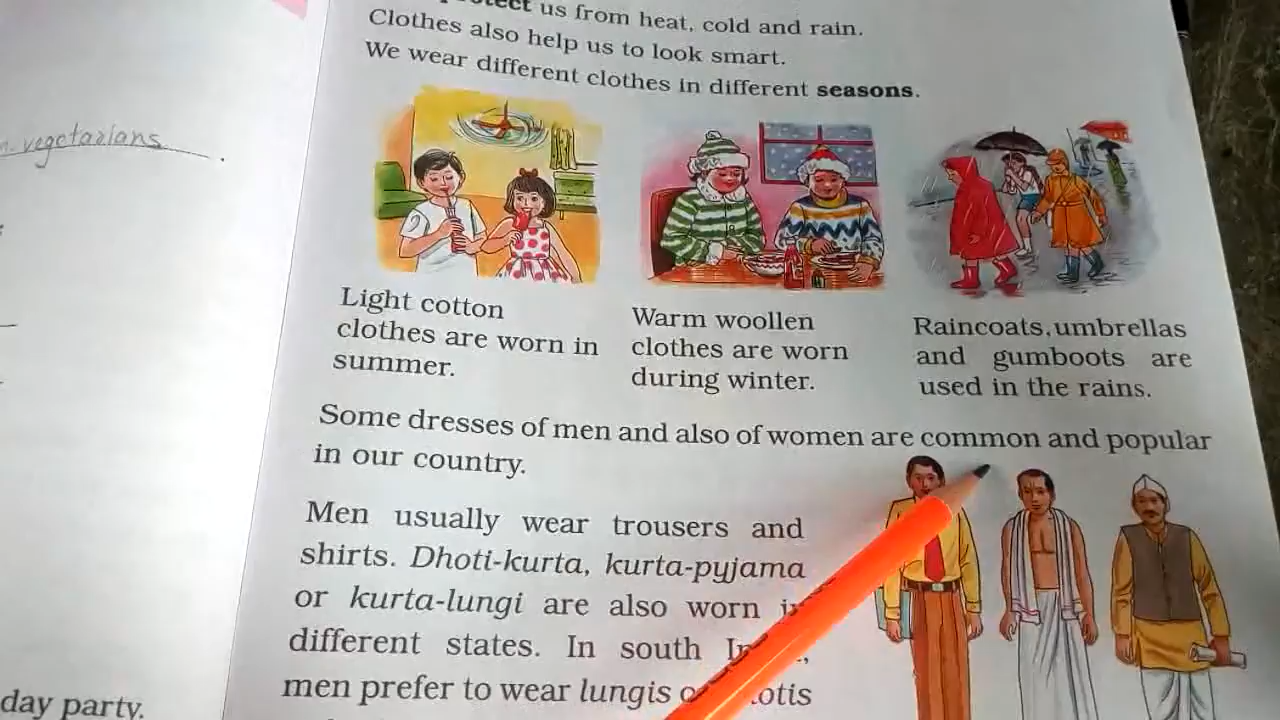 us from heat, cold and rain.
Clothes also help us to look smart.
We wear different clothes in different seasons.
vegetarians
Light cotton
clothes are worn in
summer.
Warm woollen
clothes are worn
during winter.
Raincoats, umbrellas
and gumboots are
used in the rains.
Some dresses of men and also of women are common and popular
in our country.
Men usually wear trousers and
shirts. Dhoti-kurta, kurta-pyjama
or kurta-lungi are also worn
different states. In south
men prefer to wear lungis
day party.